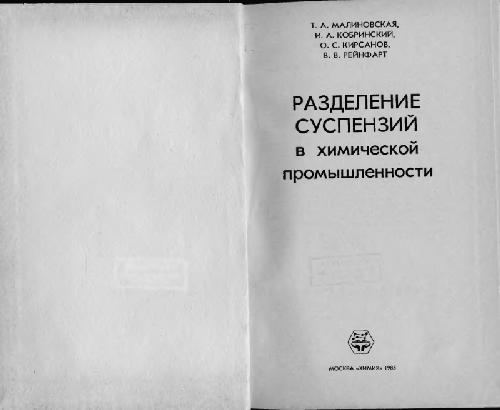 Т. А. МАЛИНОВСКАЯ,
И. А. КОБРИНСКИЙ,
О. С. КИРСАНОВ,
В. В. РЕЙНФАРТ
РАЗДЕЛЕНИЕ
СУСПЕНЗИЙ
в химической
промышленности
МОСКВА «ХИМИЯ» 1983